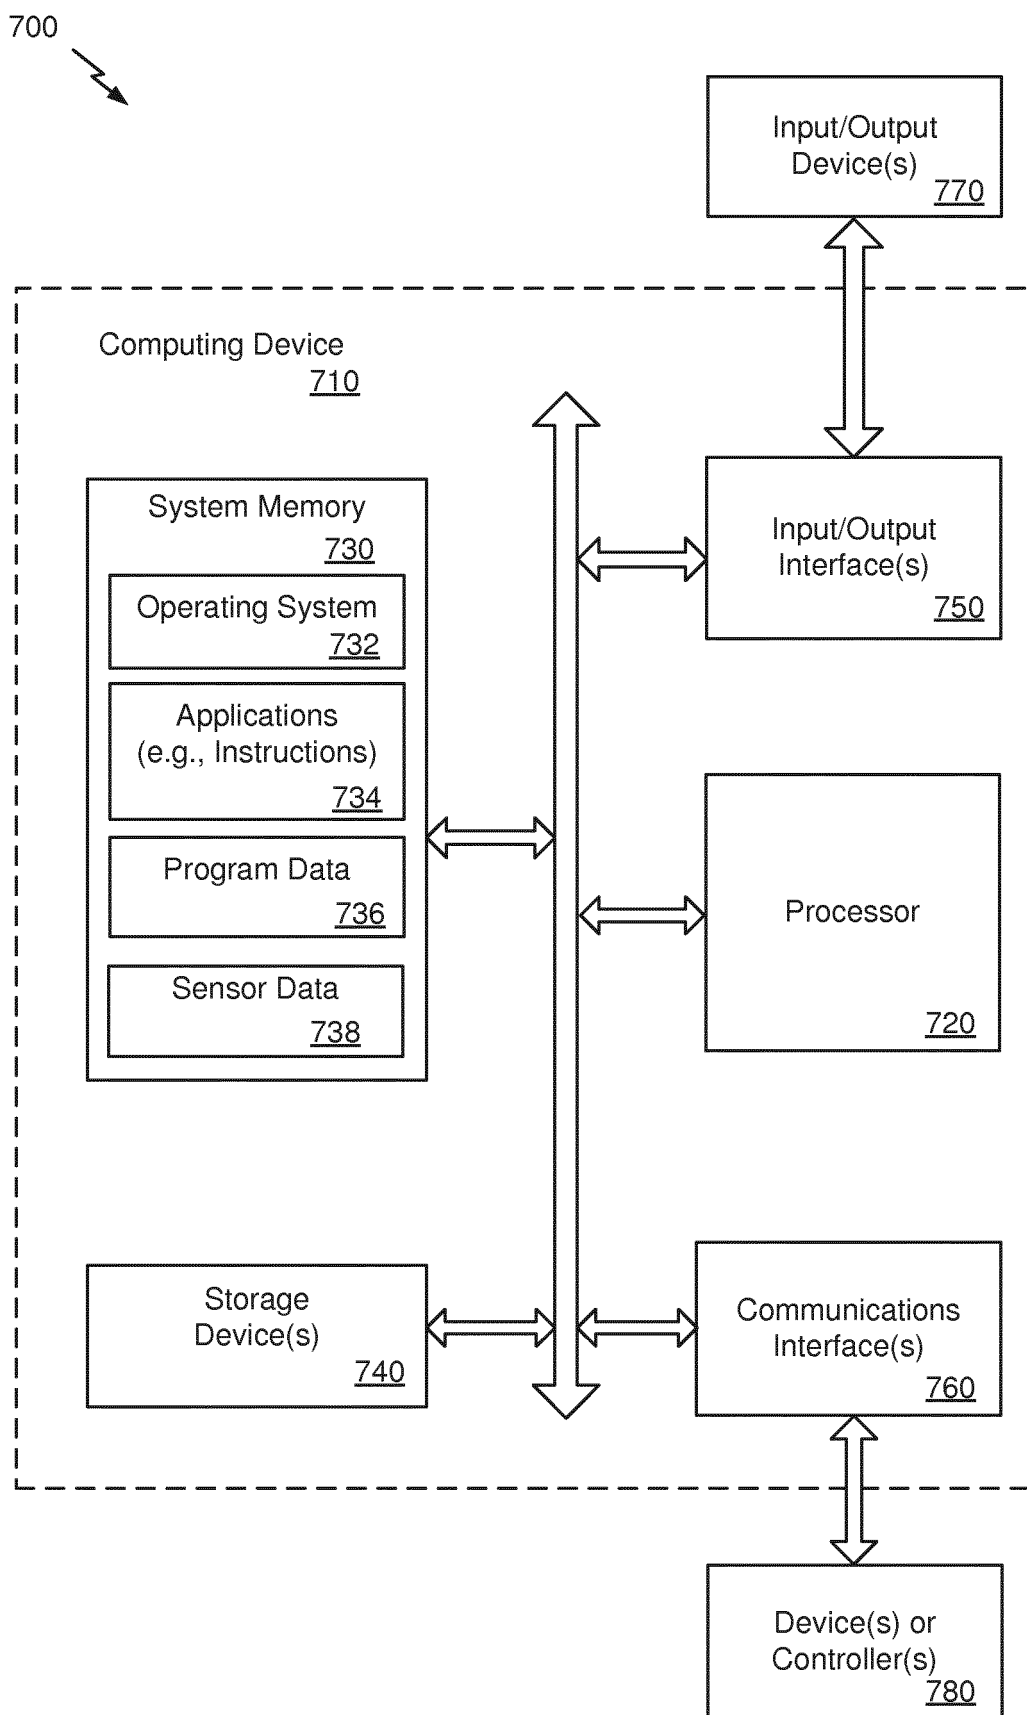 700
Input/Output
Device(s)
770
Computing Device
710
System Memory
730
Operating System
732
Applications
(e.g., Instructions)
734
Program Data
736
Sensor Data
738
Input/Output
Interface(s)
750
Processor
720
Storage
Device(s)
740
Communications
Interface(s)
760
Device(s) or
Controller(s)
780